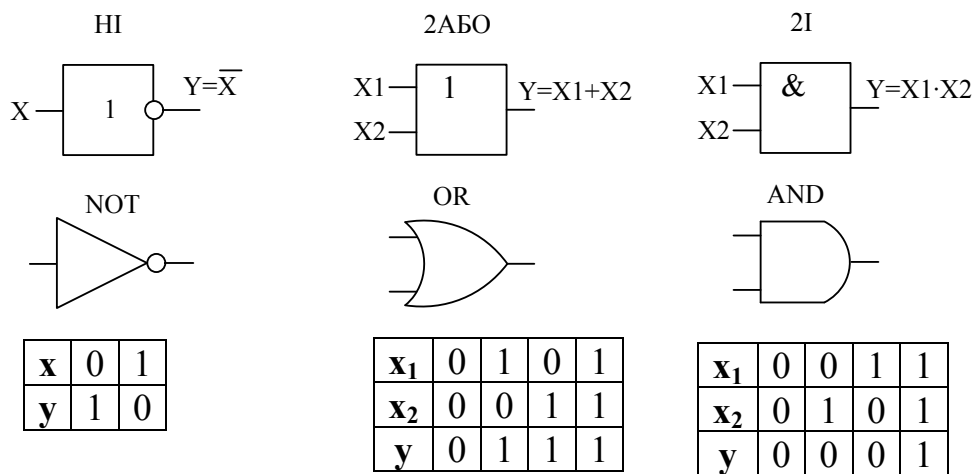 НІ 2АБО 2І
X 1 Y=X̅
X1 X2 1 Y=X1+X2
X1 X2 & Y=X1·X2
NOT OR AND
x 0 1
y 1 0
x₁ 0 1 0 1
x₂ 0 0 1 1
y 0 1 1 1
x₁ 0 0 1 1
x₂ 0 1 0 1
y 0 0 0 1